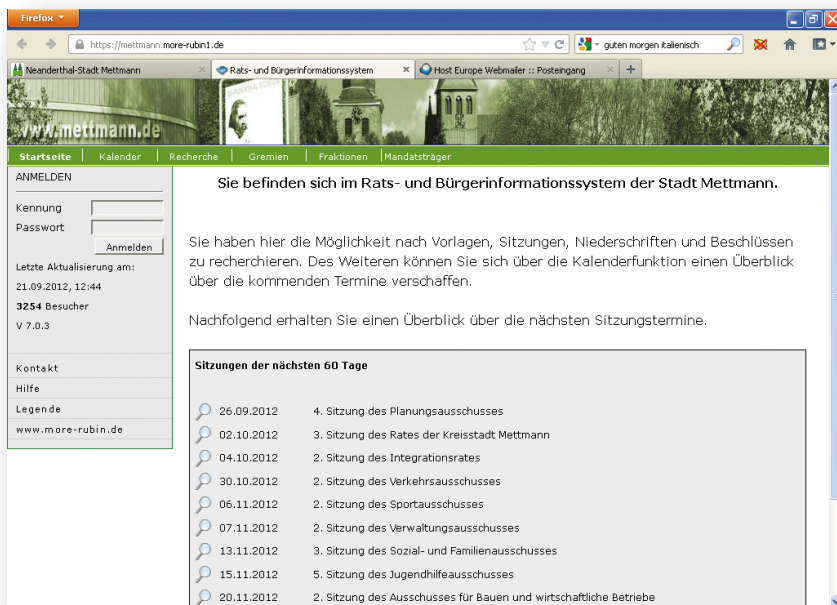 Firefox
https://mettmann.more-rubin1.de
guten morgen italienisch
Neanderthal-Stadt Mettmann
Rats- und Bürgerinformationssystem
Host Europe Webmailer :: Posteingang
www.mettmann.de
Startseite Kalender Recherche Gremien Fraktionen Mandatsträger
ANMELDEN
Kennung
Passwort
Anmelden
Letzte Aktualisierung am:
21.09.2012, 12:44
3254 Besucher
V 7.0.3
Kontakt
Hilfe
Legende
www.more-rubin.de
Sie befinden sich im Rats- und Bürgerinformationssystem der Stadt Mettmann.
Sie haben hier die Möglichkeit nach Vorlagen, Sitzungen, Niederschriften und Beschlüssen
zu recherchieren. Des Weiteren können Sie sich über die Kalenderfunktion einen Überblick
über die kommenden Termine verschaffen.
Nachfolgend erhalten Sie einen Überblick über die nächsten Sitzungstermine.
Sitzungen der nächsten 60 Tage
26.09.2012 4. Sitzung des Planungsausschusses
02.10.2012 3. Sitzung des Rates der Kreisstadt Mettmann
04.10.2012 2. Sitzung des Integrationsrates
30.10.2012 2. Sitzung des Verkehrsausschusses
06.11.2012 2. Sitzung des Sportausschusses
07.11.2012 2. Sitzung des Verwaltungsausschusses
13.11.2012 3. Sitzung des Sozial- und Familienausschusses
15.11.2012 5. Sitzung des Jugendhilfeausschusses
20.11.2012 2. Sitzung des Ausschusses für Bauen und wirtschaftliche Betriebe